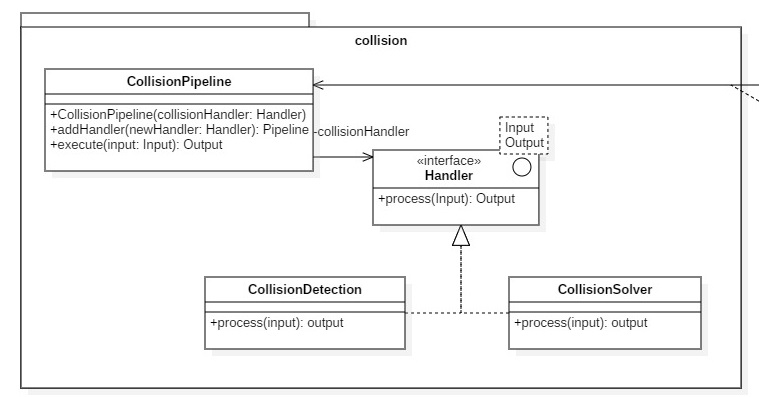 collision
CollisionPipeline
+CollisionPipeline(collisionHandler: Handler)
+addHandler(newHandler: Handler): Pipeline
+execute(input: Input): Output
-collisionHandler
Input
Output
«interface»
Handler
+process(Input): Output
CollisionDetection
+process(input): output
CollisionSolver
+process(input): output